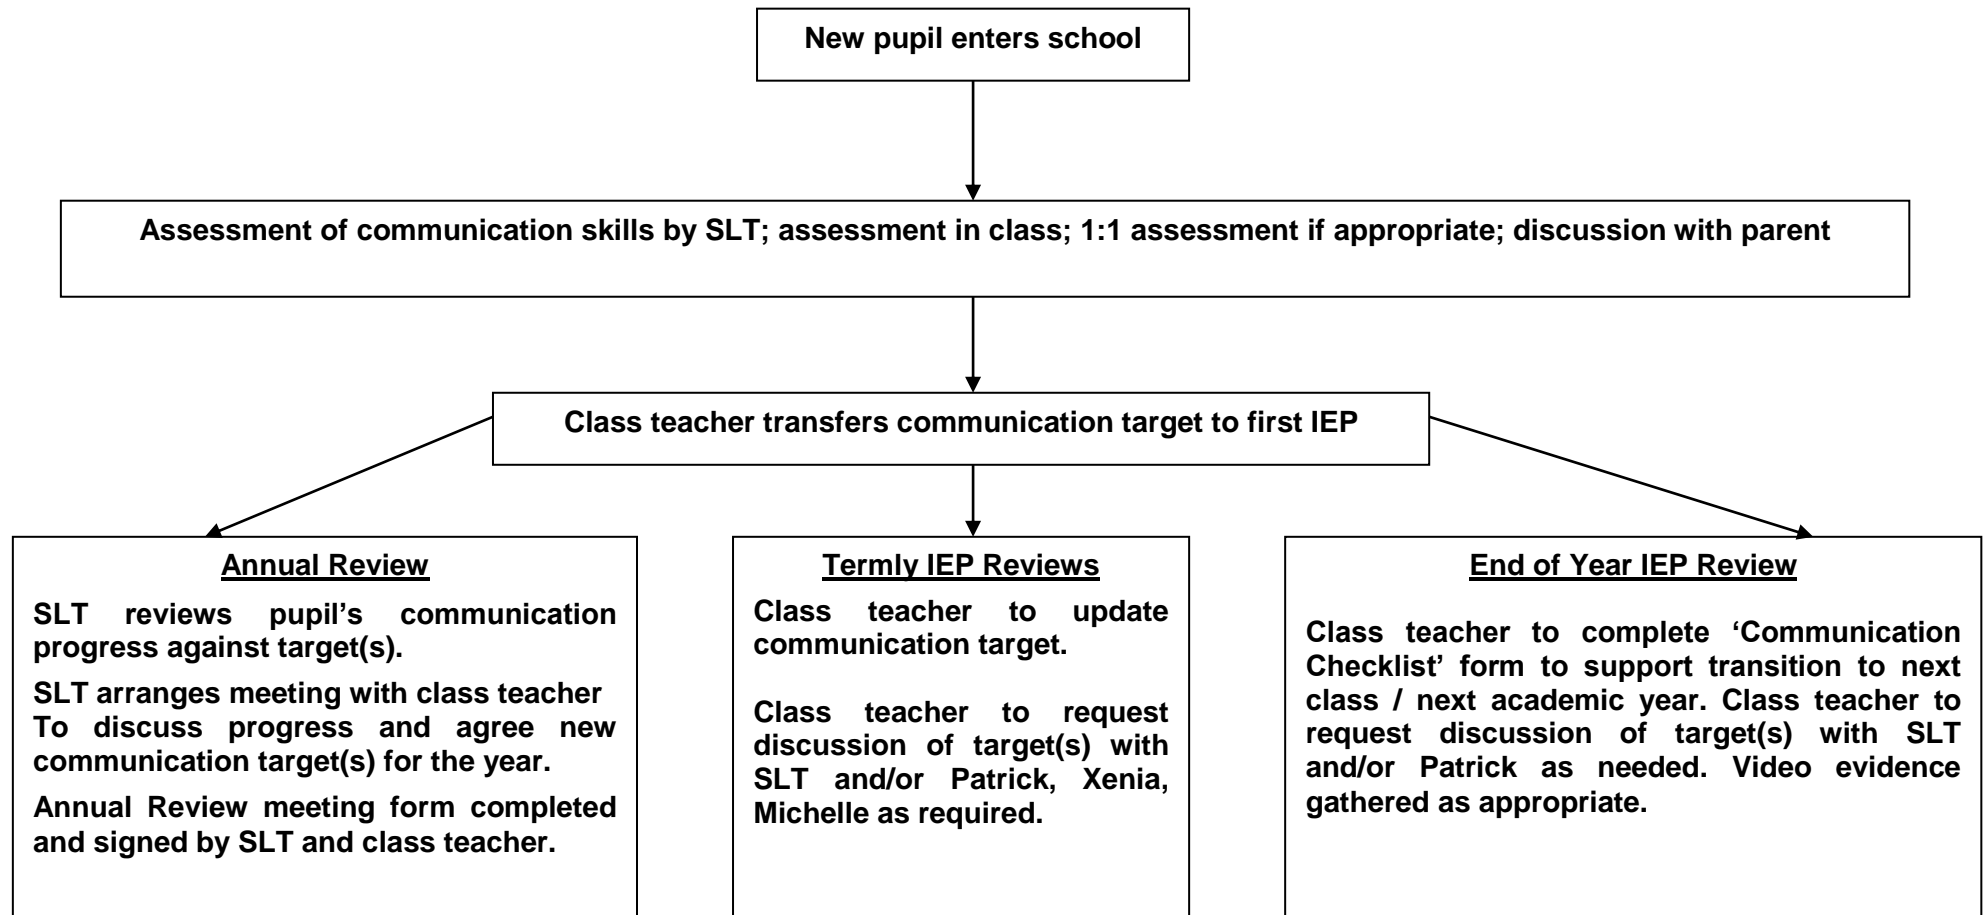 New pupil enters school
Assessment of communication skills by SLT; assessment in class; 1:1 assessment if appropriate; discussion with parent
Class teacher transfers communication target to first IEP
Annual Review
SLT reviews pupil’s communication
progress against target(s).
SLT arranges meeting with class teacher
To discuss progress and agree new
communication target(s) for the year.
Annual Review meeting form completed
and signed by SLT and class teacher.
Termly IEP Reviews
Class teacher to update
communication target.
Class teacher to request
discussion of target(s) with
SLT and/or Patrick, Xenia,
Michelle as required.
End of Year IEP Review
Class teacher to complete ‘Communication
Checklist’ form to support transition to next
class / next academic year. Class teacher to
request discussion of target(s) with SLT
and/or Patrick as needed. Video evidence
gathered as appropriate.